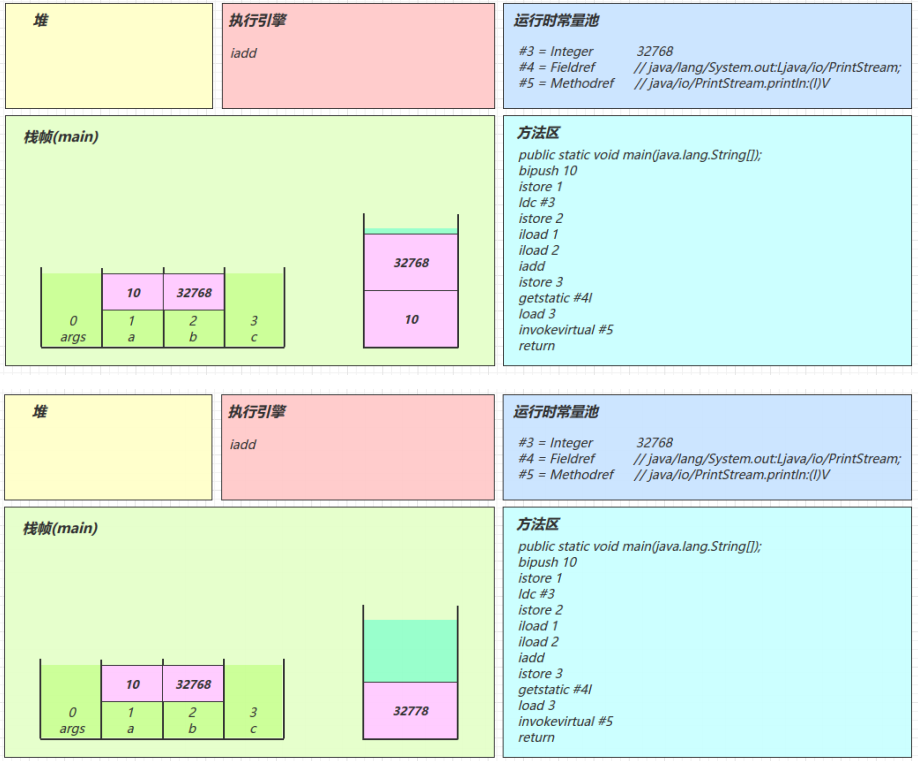 堆
执行引擎
iadd
运行时常量池
#3 = Integer 32768
#4 = Fieldref // java/lang/System.out:Ljava/io/PrintStream;
#5 = Methodref // java/io/PrintStream.println:(I)V
栈帧(main)
10 32768
0 1 2 3
args a b c
32768
10
方法区
public static void main(java.lang.String[]);
bipush 10
istore 1
ldc #3
istore 2
iload 1
iload 2
iadd
istore 3
getstatic #4l
load 3
invokevirtual #5
return
堆
执行引擎
iadd
运行时常量池
#3 = Integer 32768
#4 = Fieldref // java/lang/System.out:Ljava/io/PrintStream;
#5 = Methodref // java/io/PrintStream.println:(I)V
栈帧(main)
10 32768
0 1 2 3
args a b c
32778
方法区
public static void main(java.lang.String[]);
bipush 10
istore 1
ldc #3
istore 2
iload 1
iload 2
iadd
istore 3
getstatic #4l
load 3
invokevirtual #5
return